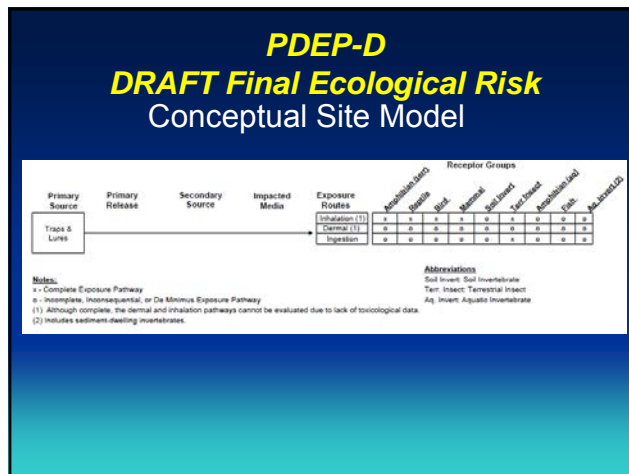 PDEP-D
DRAFT Final Ecological Risk
Conceptual Site Model
Receptor Groups
Primary Source Primary Release Secondary Source Impacted Media Exposure Routes Amphibian (terr) Reptile Bird Mammal Soil Invert Terr Insect Amphibian (aq) Fish Aq. Invert (2)
Traps & Lures
Inhalation (1) x x x x o x o o o
Dermal (1) o o o o o o o o o
Ingestion o o o o o x o o o
Notes:
x - Complete Exposure Pathway
o - Incomplete, Inconsequential, or De Minimus Exposure Pathway
(1) Although complete, the dermal and inhalation pathways cannot be evaluated due to lack of toxicological data.
(2) Includes sediment-dwelling invertebrates.
Abbreviations
Soil Invert: Soil Invertebrate
Terr. Insect: Terrestrial Insect
Aq. Invert: Aquatic Invertebrate